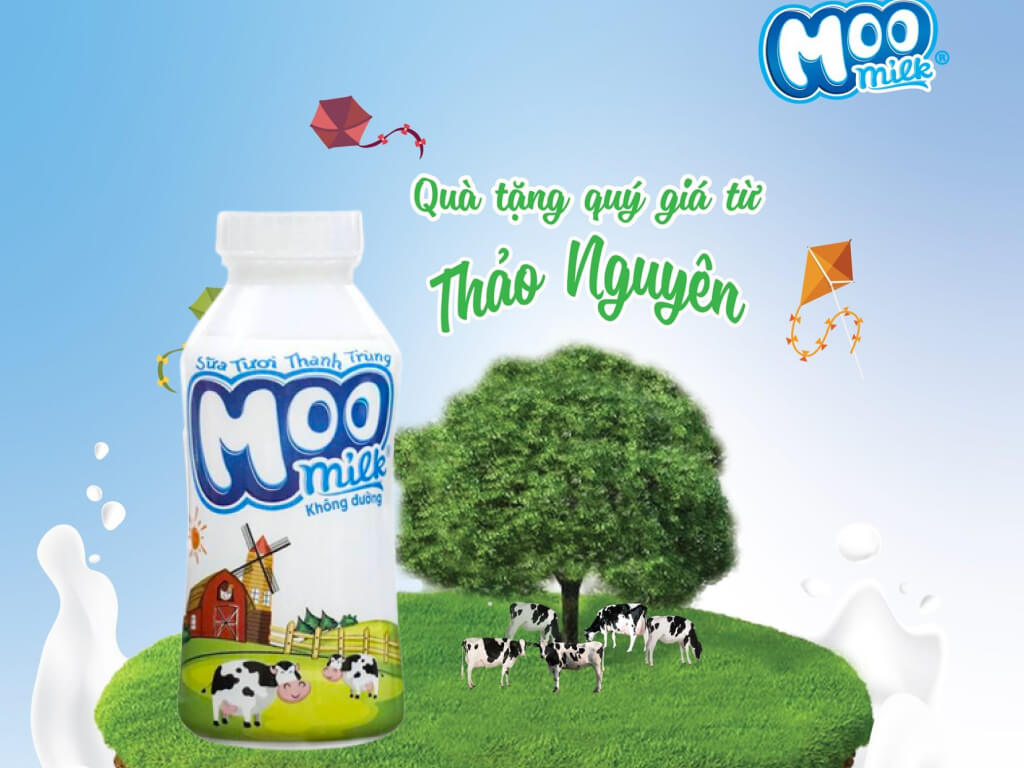 Moo
milk®
Quà tặng quý giá từ
Thảo Nguyên
Sữa Tươi Thanh Trùng
Moo
milk®
Không đường